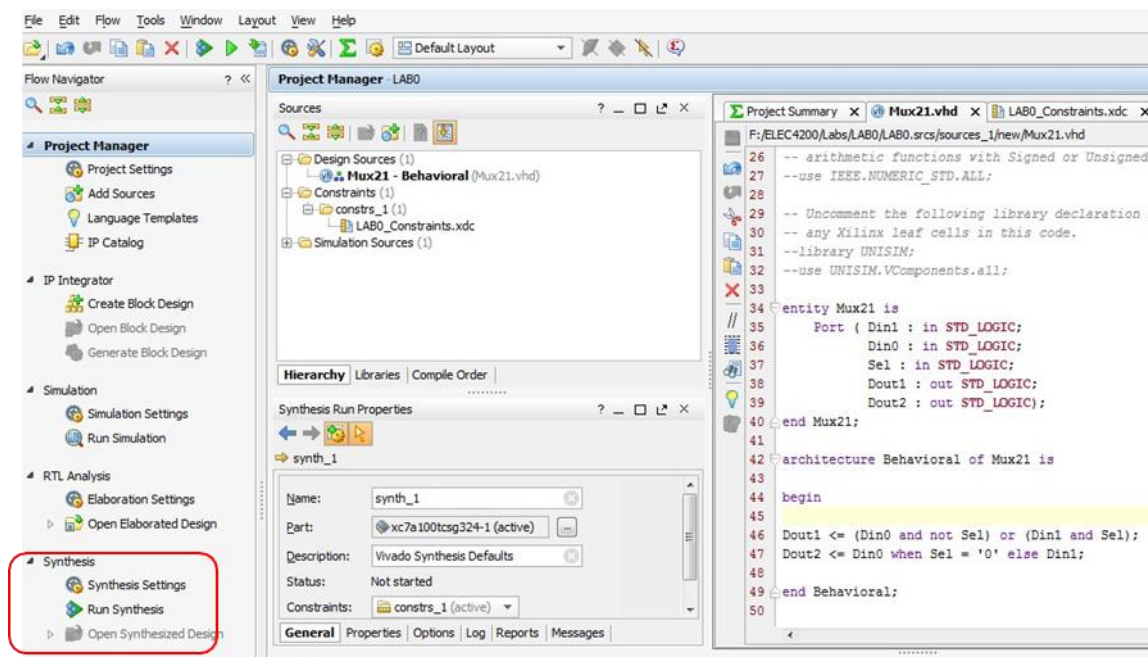 File Edit Flow Tools Window Layout View Help
Default Layout
Flow Navigator ? «
Project Manager
Project Settings
Add Sources
Language Templates
IP Catalog
IP Integrator
Create Block Design
Open Block Design
Generate Block Design
Simulation
Simulation Settings
Run Simulation
RTL Analysis
Elaboration Settings
Open Elaborated Design
Synthesis
Synthesis Settings
Run Synthesis
Open Synthesized Design
Project Manager - LAB0
Sources ?
Design Sources (1)
Mux21 - Behavioral (Mux21.vhd)
Constraints (1)
constrs_1 (1)
LAB0_Constraints.xdc
Simulation Sources (1)
Hierarchy Libraries Compile Order
Synthesis Run Properties ?
synth_1
Name: synth_1
Part: xc7a100tcsg324-1 (active) ...
Description: Vivado Synthesis Defaults
Status: Not started
Constraints: constrs_1 (active)
General Properties Options Log Reports Messages
Project Summary x Mux21.vhd x LAB0_Constraints.xdc x
F:/ELEC4200/Labs/LAB0/LAB0.srcs/sources_1/new/Mux21.vhd
26 -- arithmetic functions with Signed or Unsigned
27 --use IEEE.NUMERIC_STD.ALL;
28
29 -- Uncomment the following library declaration
30 -- any Xilinx leaf cells in this code.
31 --library UNISIM;
32 --use UNISIM.VComponents.all;
33
34 entity Mux21 is
35 Port ( Din1 : in STD_LOGIC;
36 Din0 : in STD_LOGIC;
37 Sel : in STD_LOGIC;
38 Dout1 : out STD_LOGIC;
39 Dout2 : out STD_LOGIC);
40 end Mux21;
41
42 architecture Behavioral of Mux21 is
43
44 begin
45
46 Dout1 <= (Din0 and not Sel) or (Din1 and Sel);
47 Dout2 <= Din0 when Sel = '0' else Din1;
48
49 end Behavioral;
50